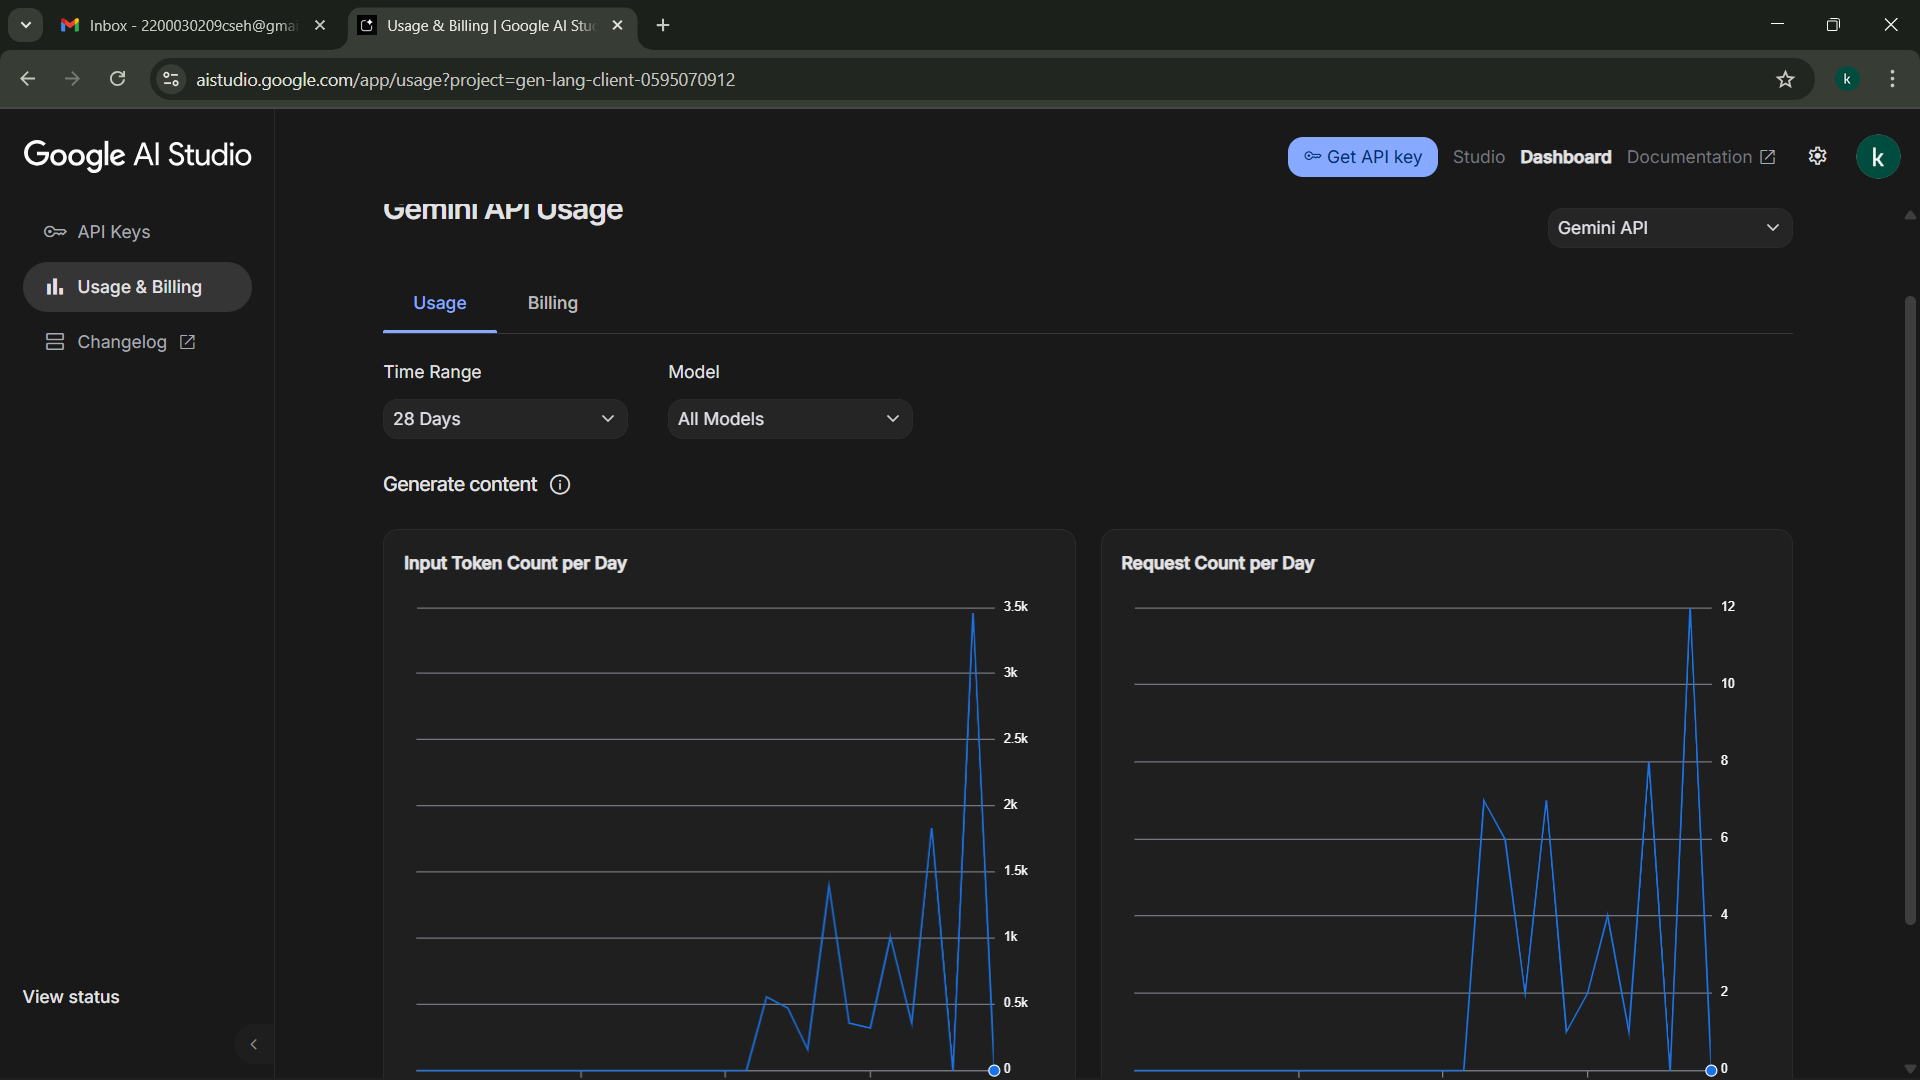 Inbox - 2200030209cseh@gmai
Usage & Billing | Google AI Stu
aistudio.google.com/app/usage?project=gen-lang-client-0595070912
k
Google AI Studio
Get API key
Studio
Dashboard
Documentation
k
API Keys
Usage & Billing
Changelog
Gemini API Usage
Gemini API
Usage
Billing
Time Range
Model
28 Days
All Models
Generate content
Input Token Count per Day
3.5k
3k
2.5k
2k
1.5k
1k
0.5k
0
Request Count per Day
12
10
8
6
4
2
0
View status